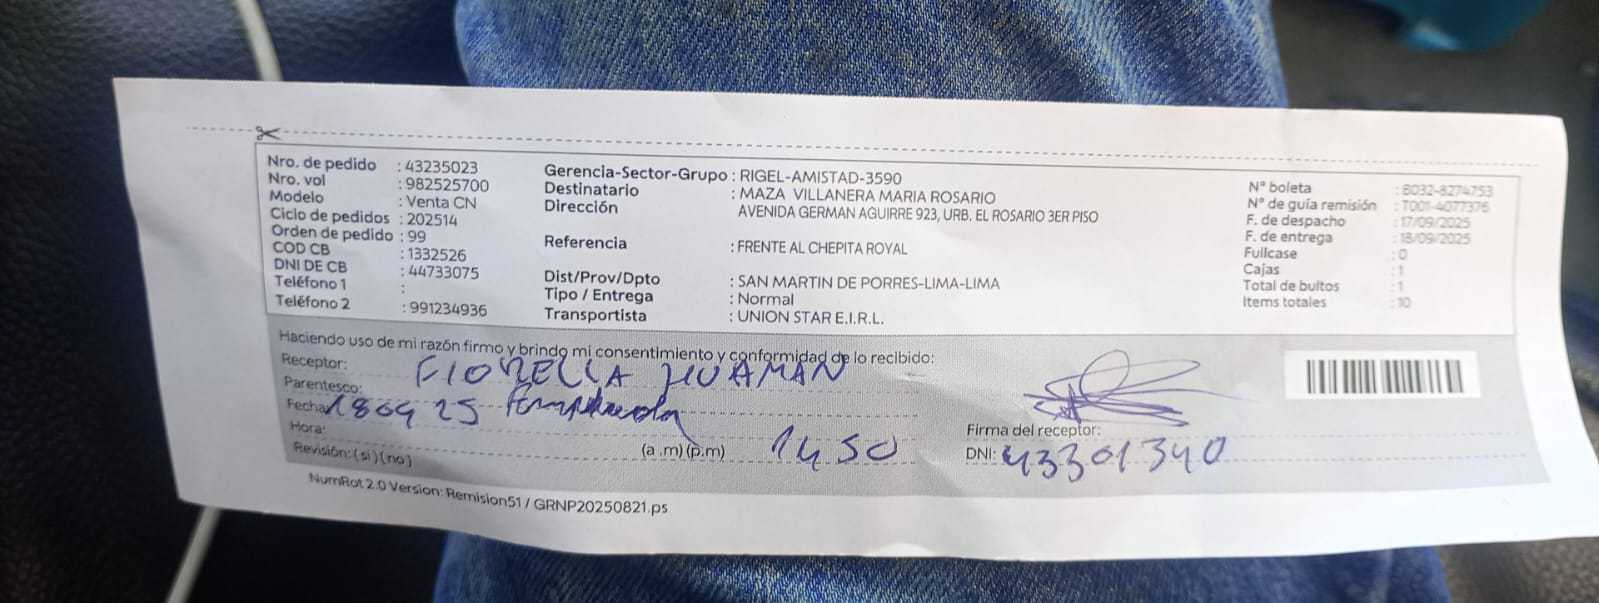 Nro. de pedido : 43235023
Nro. vol : 982525700
Modelo : Venta CN
Ciclo de pedidos : 202514
Orden de pedido : 99
COD CB : 1332526
DNI DE CB : 44733075
Teléfono 1 :
Teléfono 2 : 991234936
Gerencia-Sector-Grupo : RIGEL-AMISTAD-3590
Destinatario : MAZA VILLANERA MARIA ROSARIO
Dirección AVENIDA GERMAN AGUIRRE 923, URB. EL ROSARIO 3ER PISO
Referencia : FRENTE AL CHEPITA ROYAL
Dist/Prov/Dpto : SAN MARTIN DE PORRES-LIMA-LIMA
Tipo / Entrega : Normal
Transportista : UNION STAR E.I.R.L.
N° boleta : B032-8274753
N° de guía remisión : T001-4077376
F. de despacho : 17/09/2025
F. de entrega : 18/09/2025
Fullcase : 0
Cajas : 1
Total de bultos : 1
Items totales : 10
Haciendo uso de mi razón firmo y brindo mi consentimiento y conformidad de lo recibido:
Receptor: FIORELLA HUAMAN
Parentesco:
Fecha: 180925
Hora: (a .m) (p.m) 1450
Revisión: (si) (no)
Firma del receptor:
DNI: 43301340
NumRot 2.0 Version: Remision51 / GRNP20250821.ps